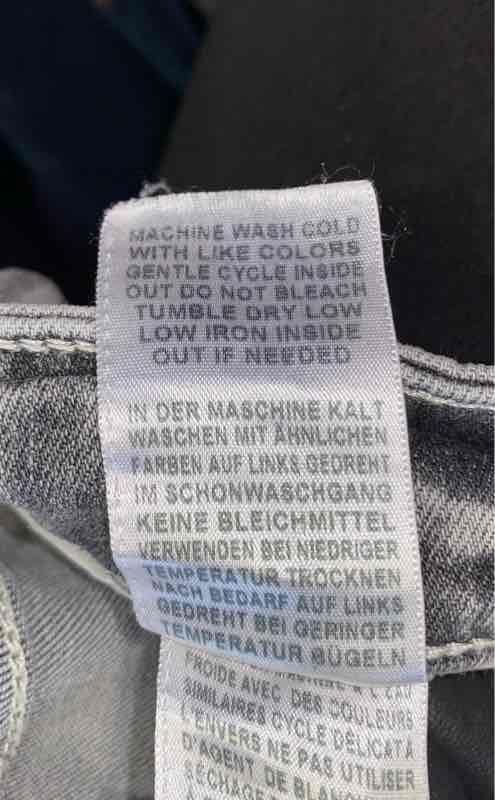 MACHINE WASH COLD
WITH LIKE COLORS
GENTLE CYCLE INSIDE
OUT DO NOT BLEACH
TUMBLE DRY LOW
LOW IRON INSIDE
OUT IF NEEDED
IN DER MASCHINE KALT
WASCHEN MIT ÄHNLICHEN
FARBEN AUF LINKS GEDREHT
IM SCHONWASCHGANG
KEINE BLEICHMITTEL
VERWENDEN BEI NIEDRIGER
TEMPERATUR TROCKNEN
NACH BEDARF AUF LINKS
GEDREHT BEI GERINGER
TEMPERATUR BÜGELN
FROIDE AVEC DES COULEURS
SIMILAIRES CYCLE DÉLICAT À
L'ENVERS NE PAS UTILISER
D'AGENT DE BLANCH
SÉCHAGE